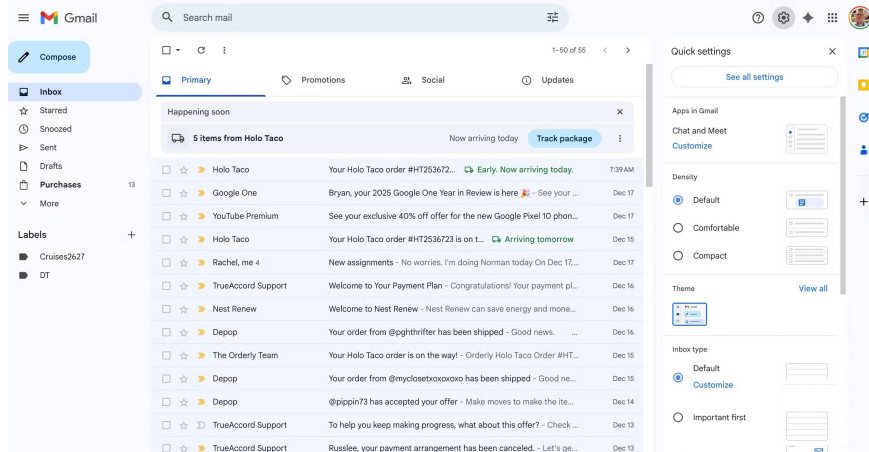 Gmail
Search mail
Compose
Inbox
Starred
Snoozed
Sent
Drafts
Purchases 13
More
Labels
Cruises2627
DT
1–50 of 55
Primary
Promotions
Social
Updates
Happening soon
5 items from Holo Taco Now arriving today Track package
Holo Taco Your Holo Taco order #HT253672... Early. Now arriving today. 7:39 AM
Google One Bryan, your 2025 Google One Year in Review is here 🎉 - See your ... Dec 17
YouTube Premium See your exclusive 40% off offer for the new Google Pixel 10 phon... Dec 17
Holo Taco Your Holo Taco order #HT2536723 is on t... Arriving tomorrow Dec 15
Rachel, me 4 New assignments - No worries. I'm doing Norman today On Dec 17,... Dec 17
TrueAccord Support Welcome to Your Payment Plan - Congratulations! Your payment pl... Dec 16
Nest Renew Welcome to Nest Renew - Nest Renew can save energy and mone... Dec 16
Depop Your order from @pghthrifter has been shipped - Good news. ... Dec 16
The Orderly Team Your Holo Taco order is on the way! - Orderly Holo Taco Order #HT... Dec 15
Depop Your order from @myclosetxoxoxoxo has been shipped - Good ne... Dec 15
Depop @pippin73 has accepted your offer - Make moves to make the ite... Dec 14
TrueAccord Support To help you keep making progress, what about this offer? - Check ... Dec 13
TrueAccord Support Russlee, your payment arrangement has been canceled. - Let's ge... Dec 13
Quick settings
See all settings
Apps in Gmail
Chat and Meet
Customize
Density
Default
Comfortable
Compact
Theme View all
Inbox type
Default
Customize
Important first